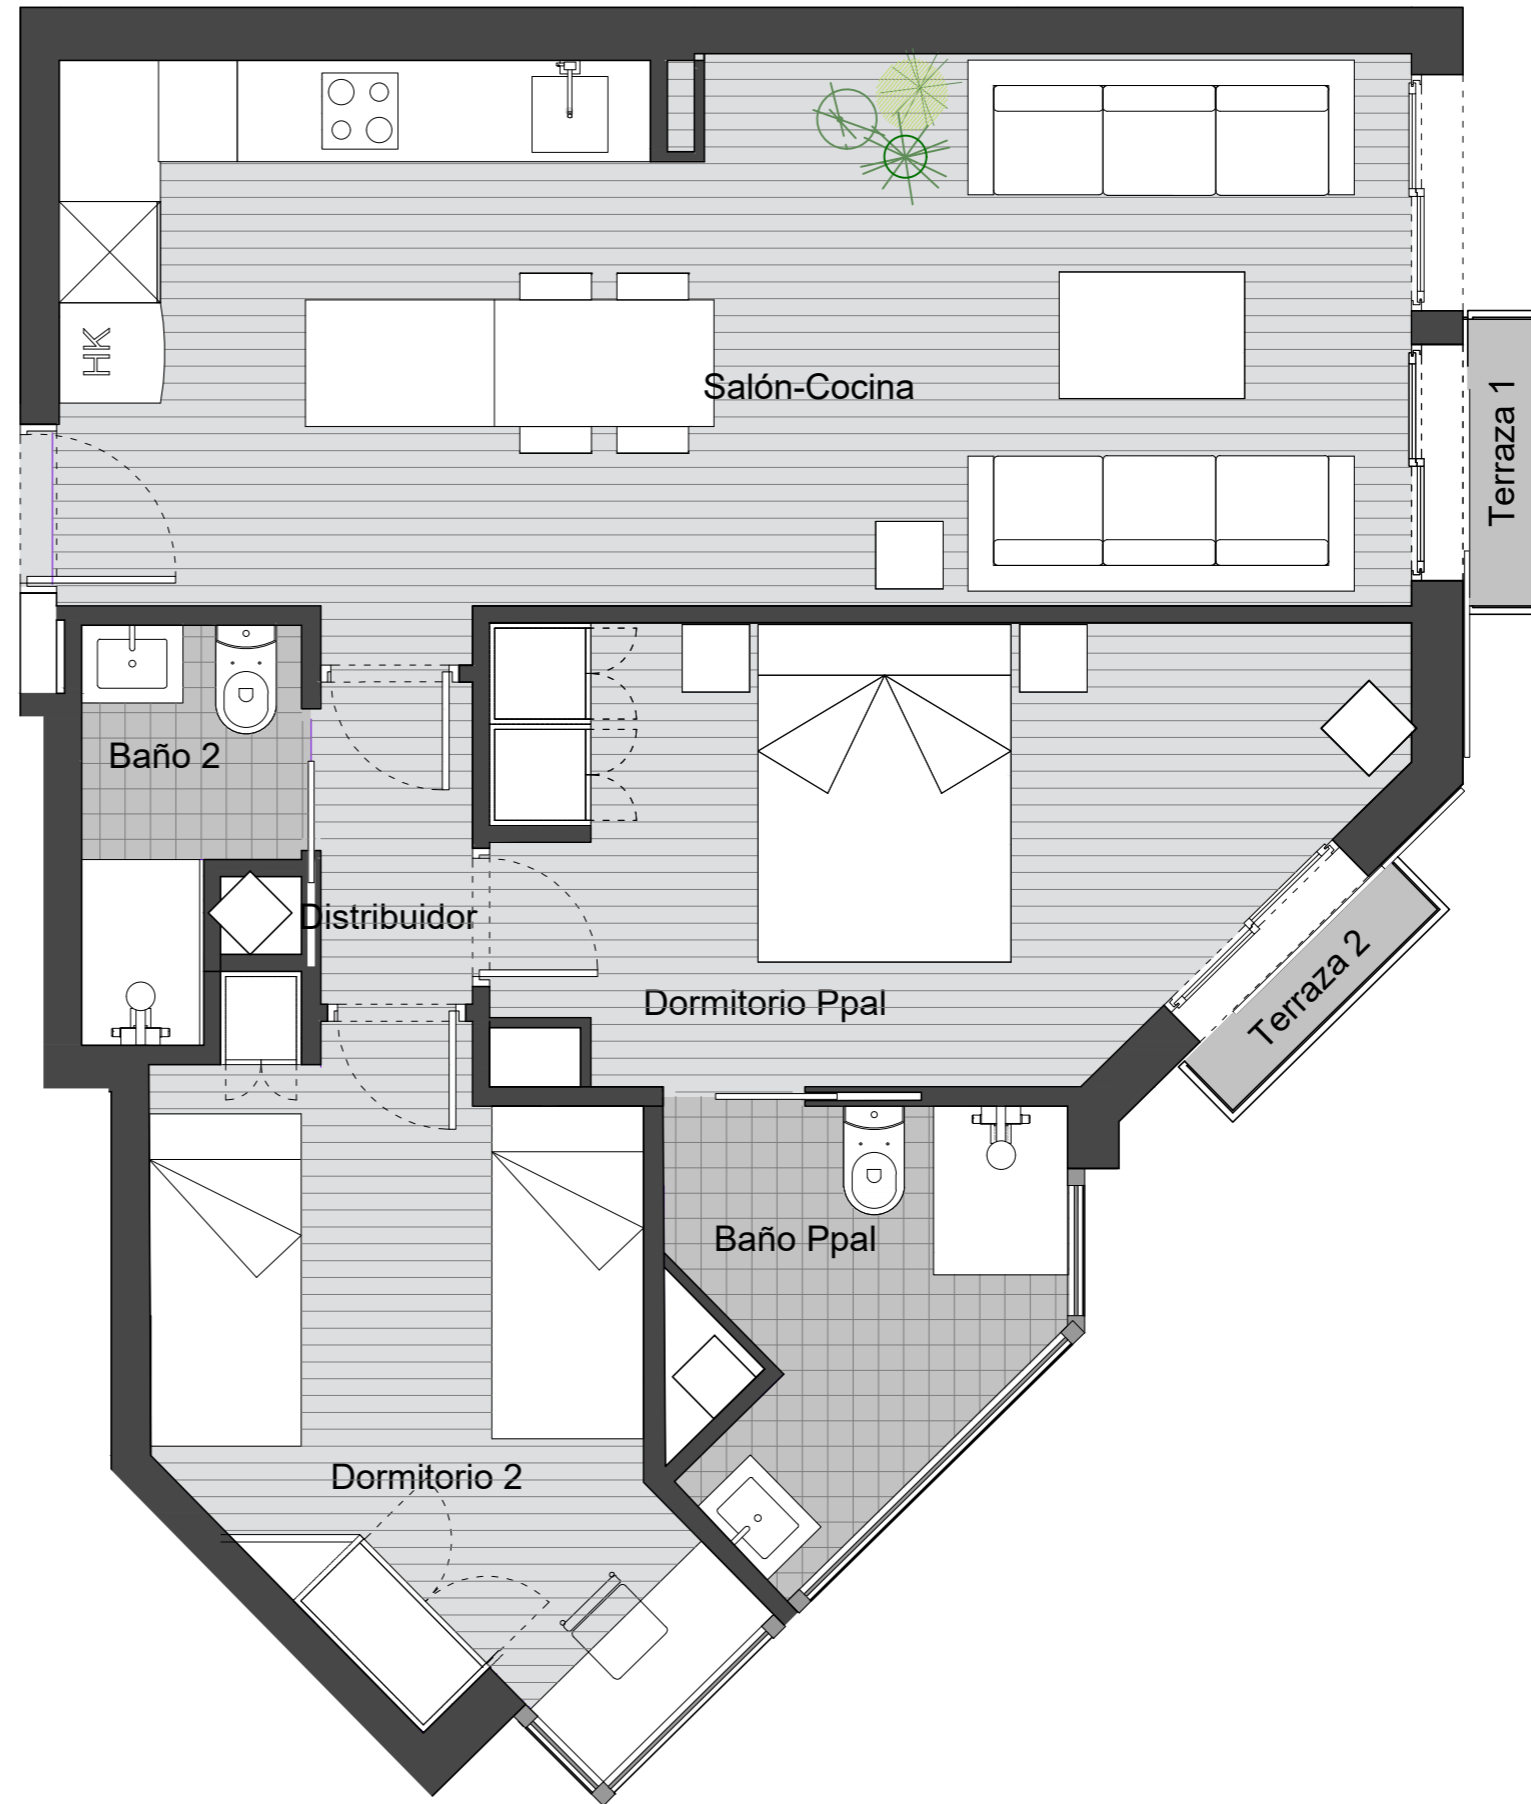 HK
Salón-Cocina
Terraza 1
Baño 2
Distribuidor
Dormitorio Ppal
Terraza 2
Baño Ppal
Dormitorio 2